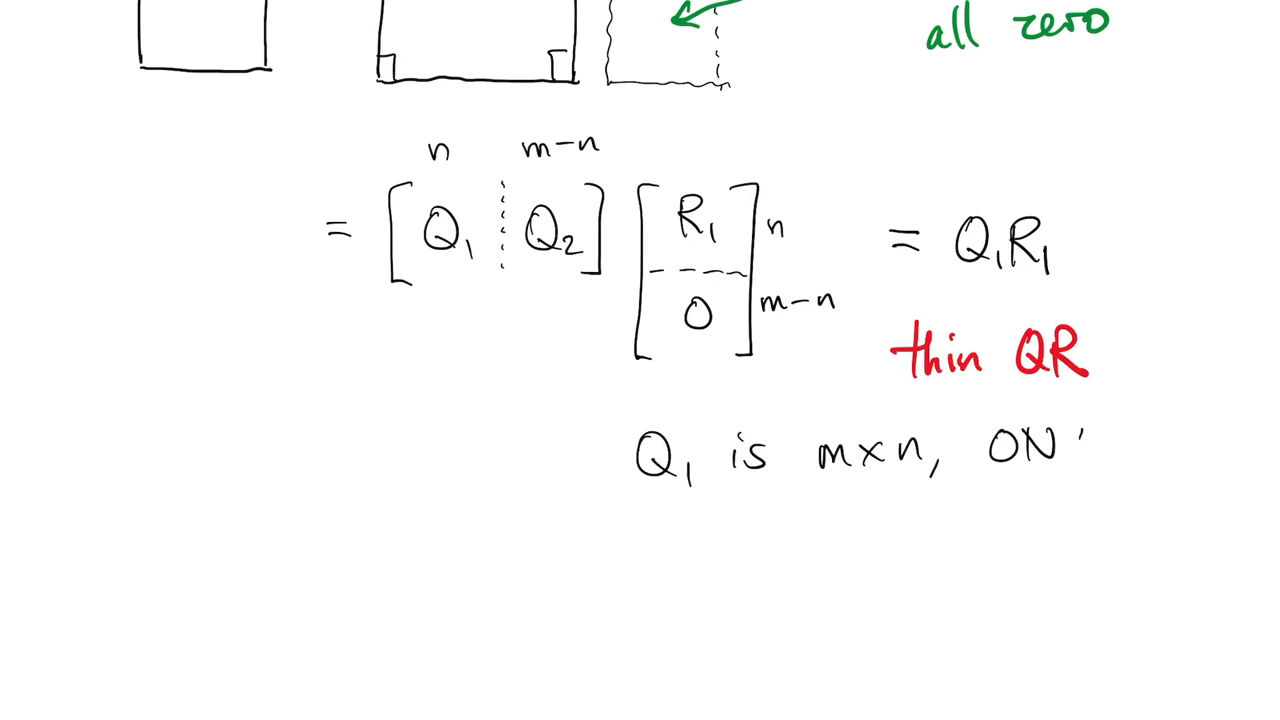 all zero
n m-n
= [ Q₁ ⋮ Q₂ ] [ R₁ / 0 ] n m-n = Q₁R₁
thin QR
Q₁ is m×n, ON '